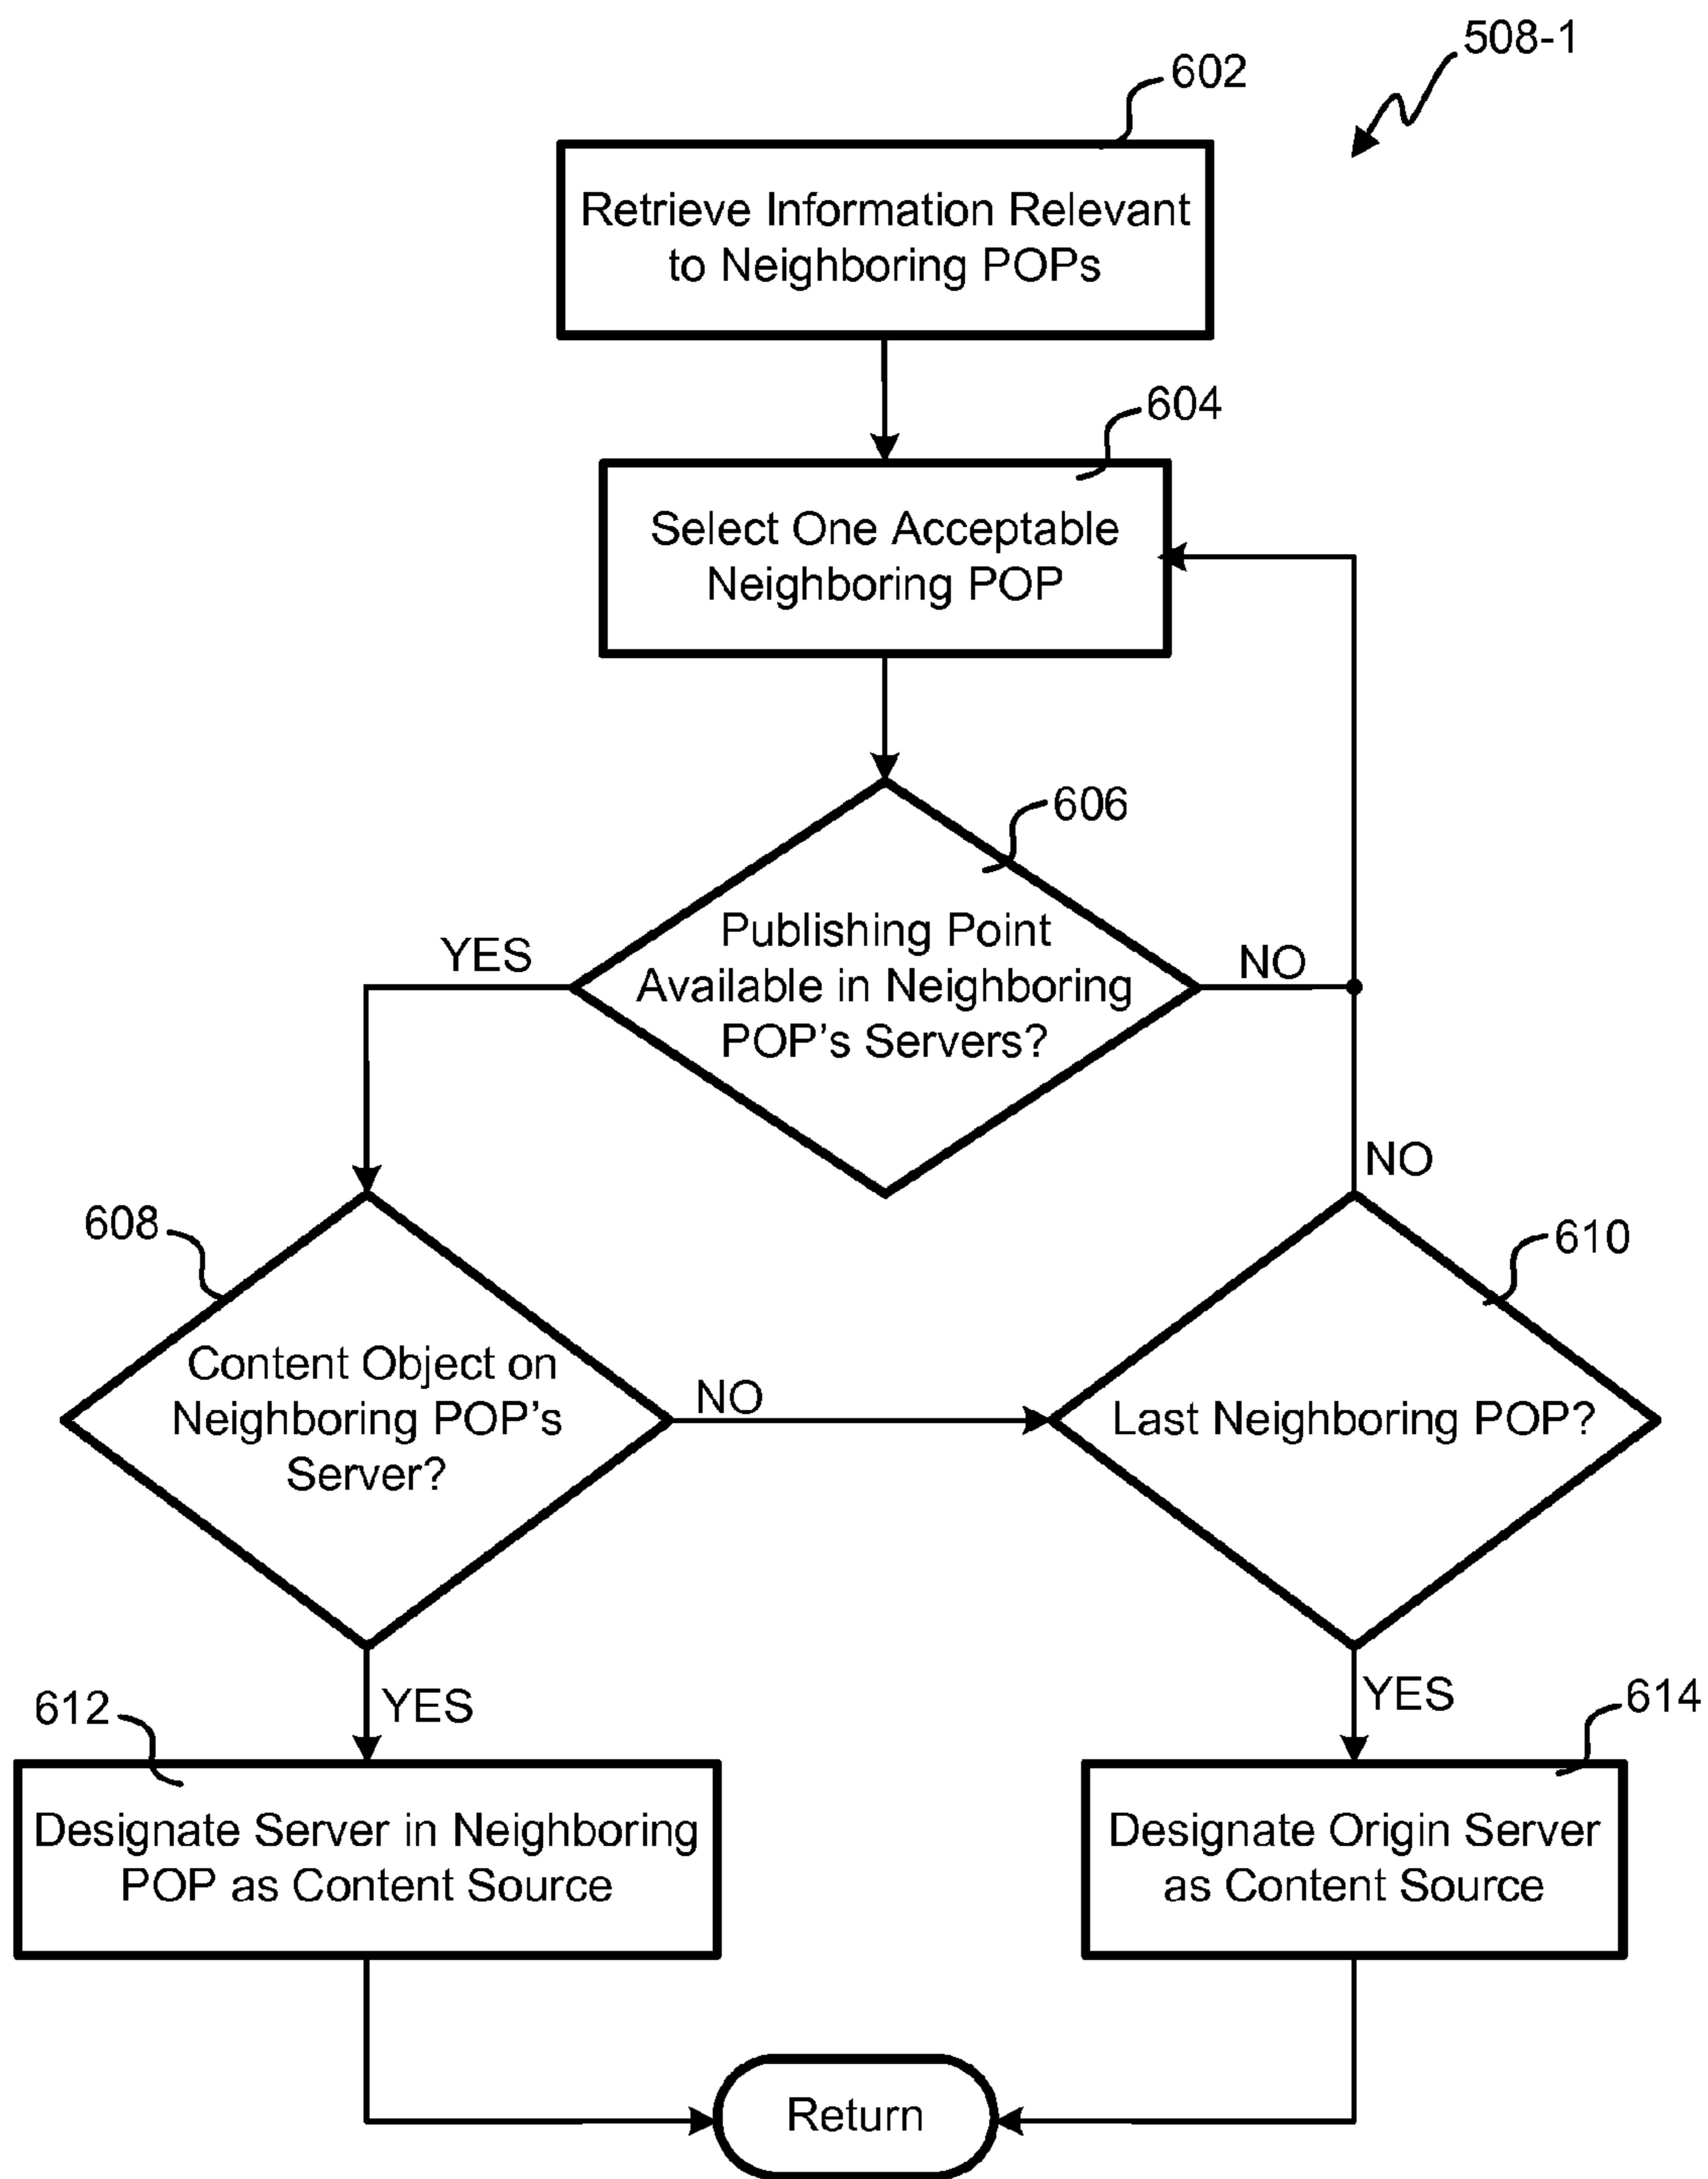 508-1
602
Retrieve Information Relevant
to Neighboring POPs
604
Select One Acceptable
Neighboring POP
606
Publishing Point
Available in Neighboring
POP's Servers?
YES
NO
NO
608
Content Object on
Neighboring POP's
Server?
NO
610
Last Neighboring POP?
YES
YES
612
Designate Server in Neighboring
POP as Content Source
614
Designate Origin Server
as Content Source
Return